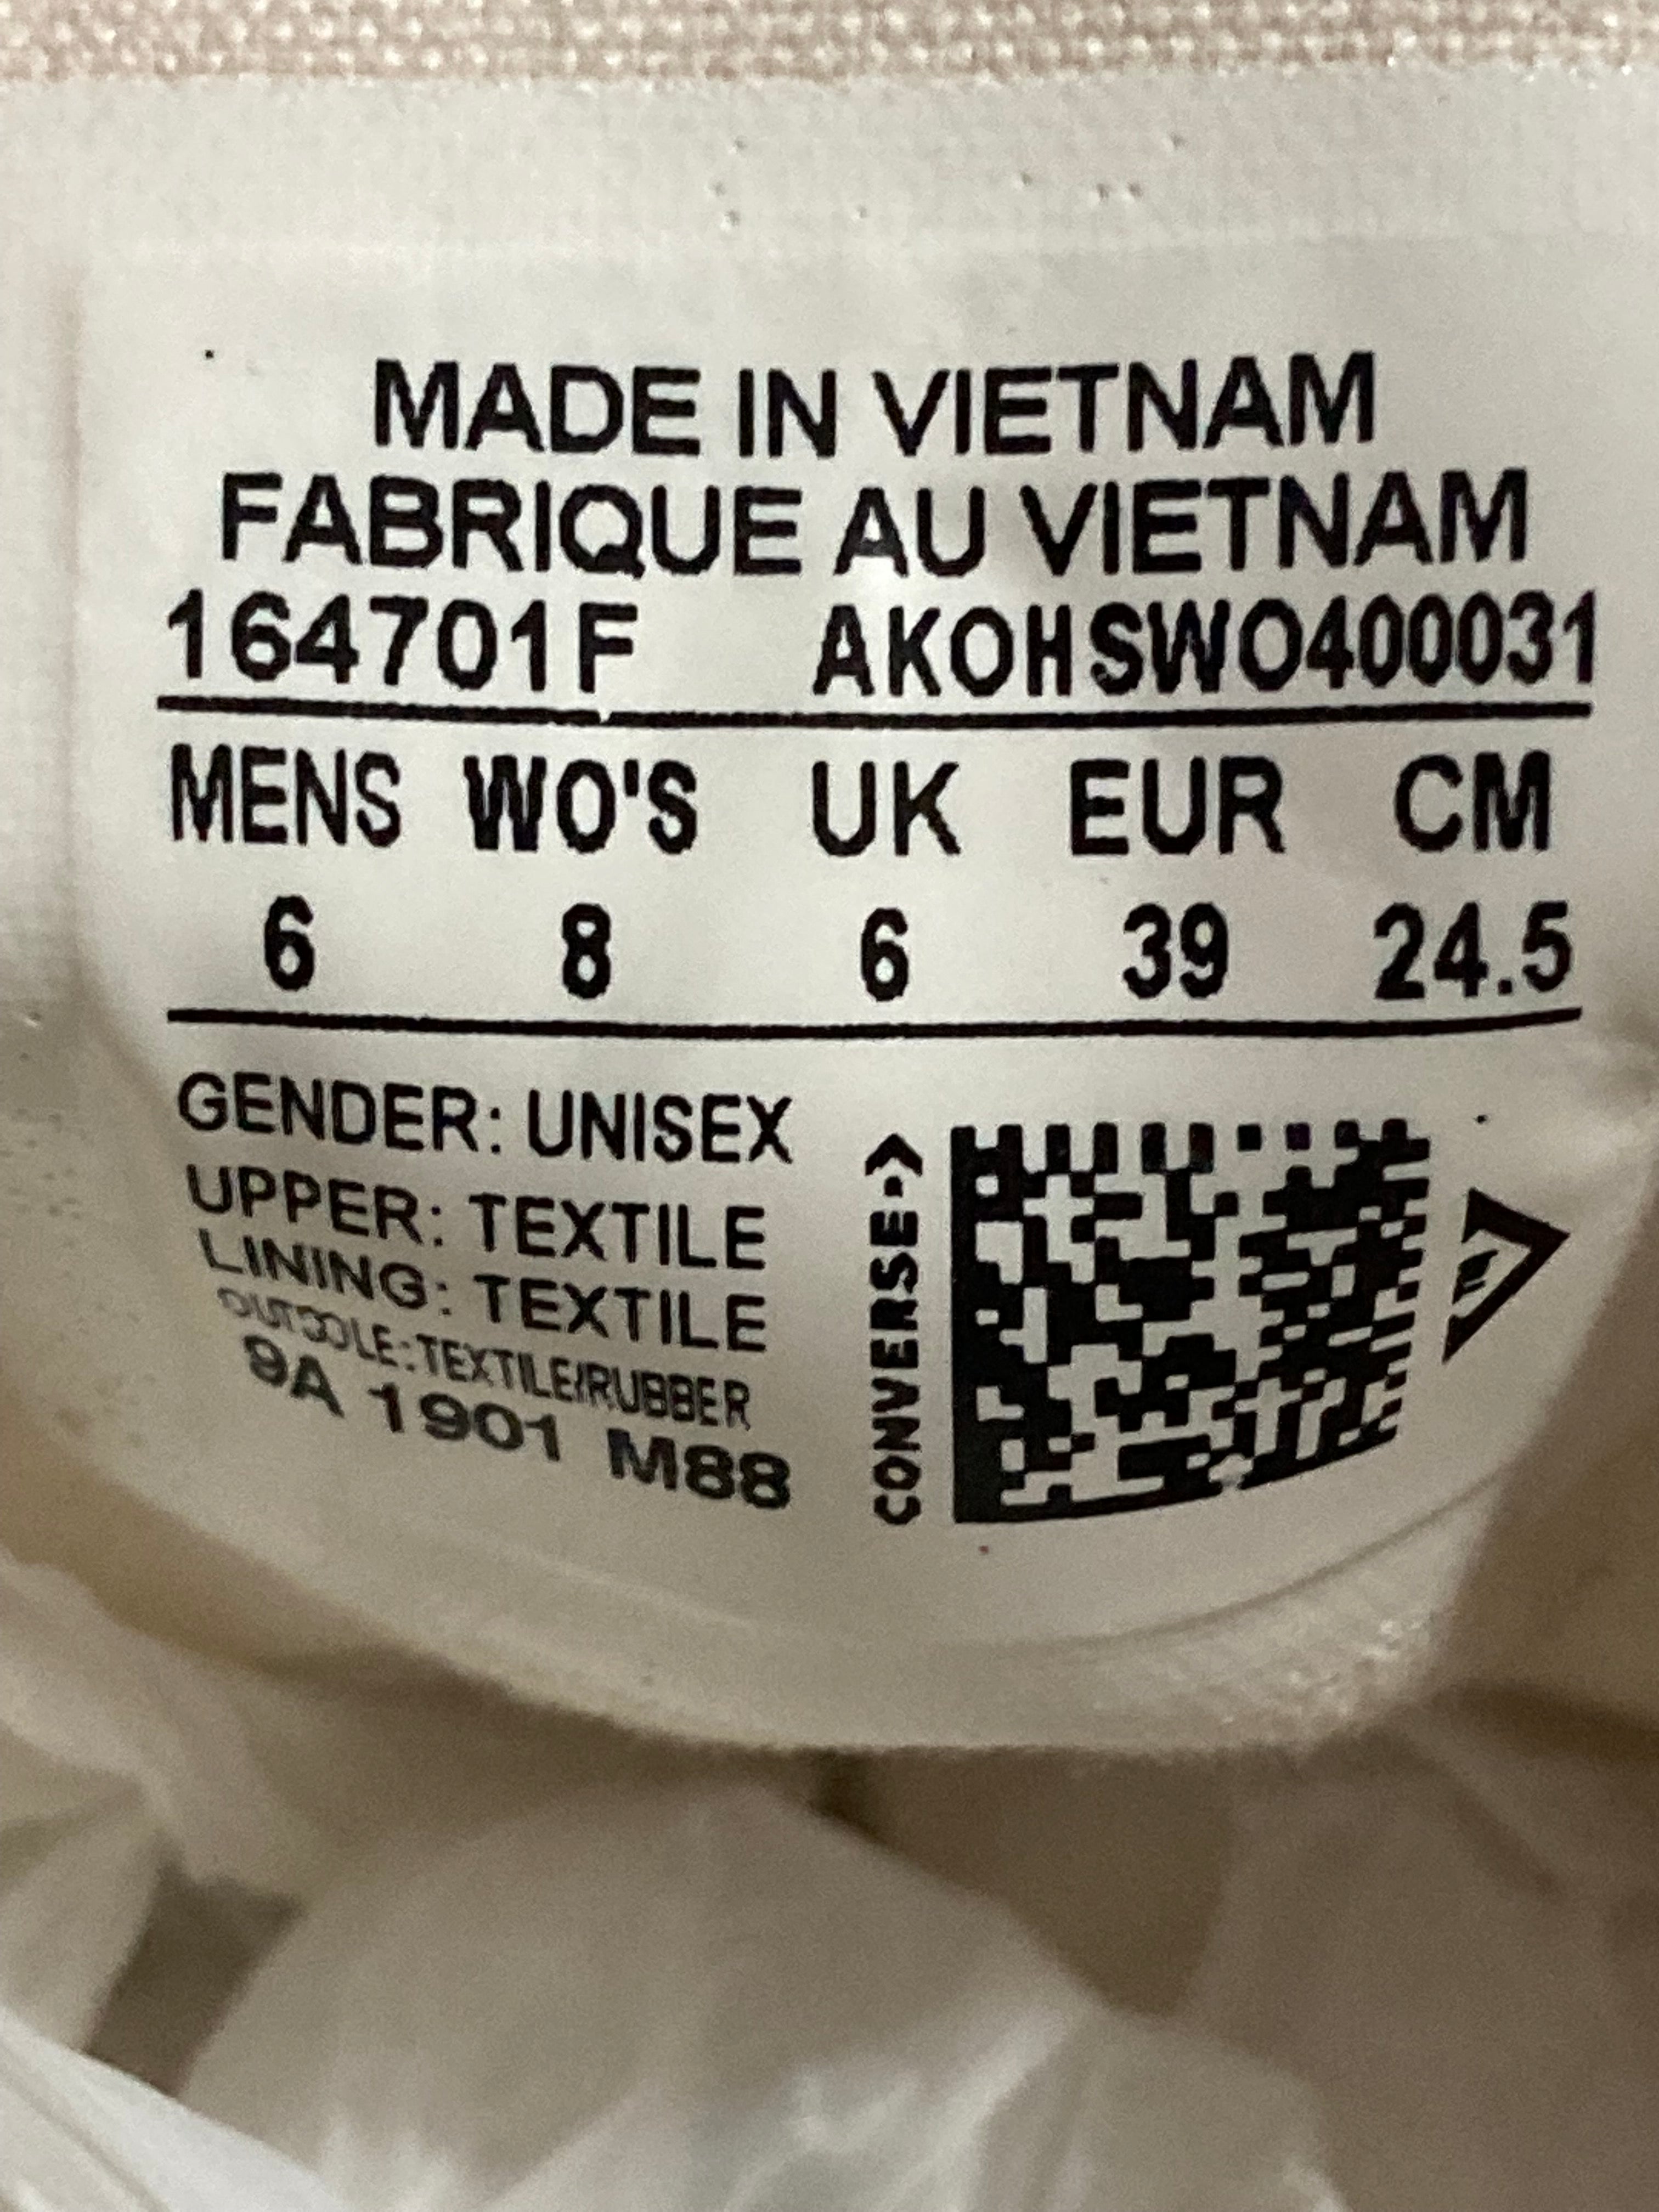 MADE IN VIETNAM
FABRIQUE AU VIETNAM
164701F AKOHSWO400031
MENS WO'S UK EUR CM
6 8 6 39 24.5
GENDER: UNISEX
UPPER: TEXTILE
LINING: TEXTILE
OUTSOLE: TEXTILE/RUBBER
9A 1901 M88
CONVERSE